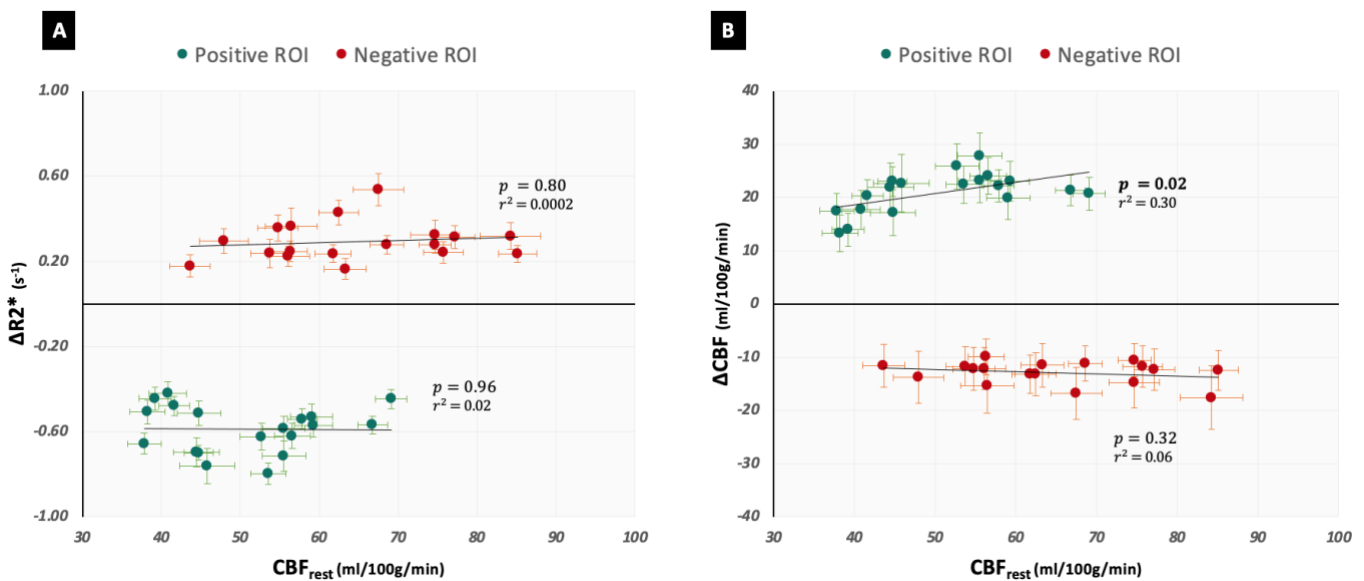 A
Positive ROI Negative ROI
1.00
0.60
0.20
-0.20
-0.60
-1.00
ΔR2* (s-1)
p = 0.80
r² = 0.0002
p = 0.96
r² = 0.02
30 40 50 60 70 80 90 100
CBFrest (ml/100g/min)
B
Positive ROI Negative ROI
40
30
20
10
0
-10
-20
-30
-40
ΔCBF (ml/100g/min)
p = 0.02
r² = 0.30
p = 0.32
r² = 0.06
30 40 50 60 70 80 90 100
CBFrest (ml/100g/min)